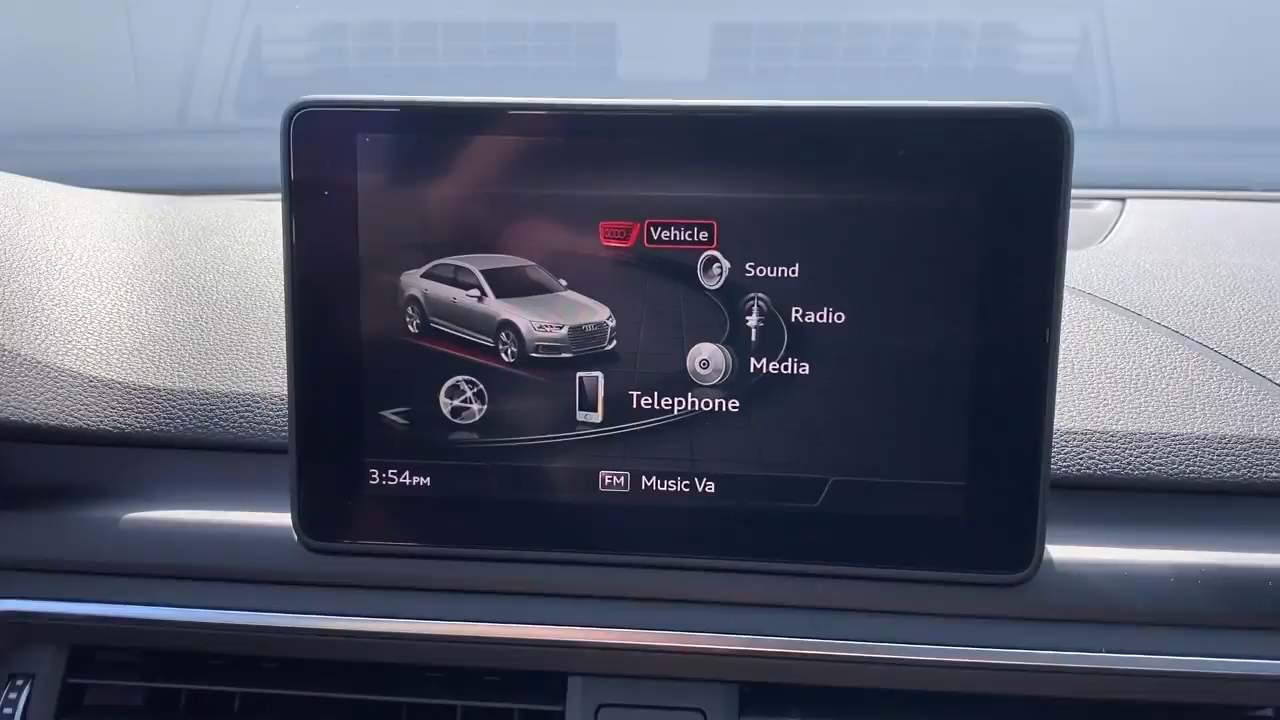 Vehicle
Sound
Radio
Media
Telephone
3:54PM
FM Music Va